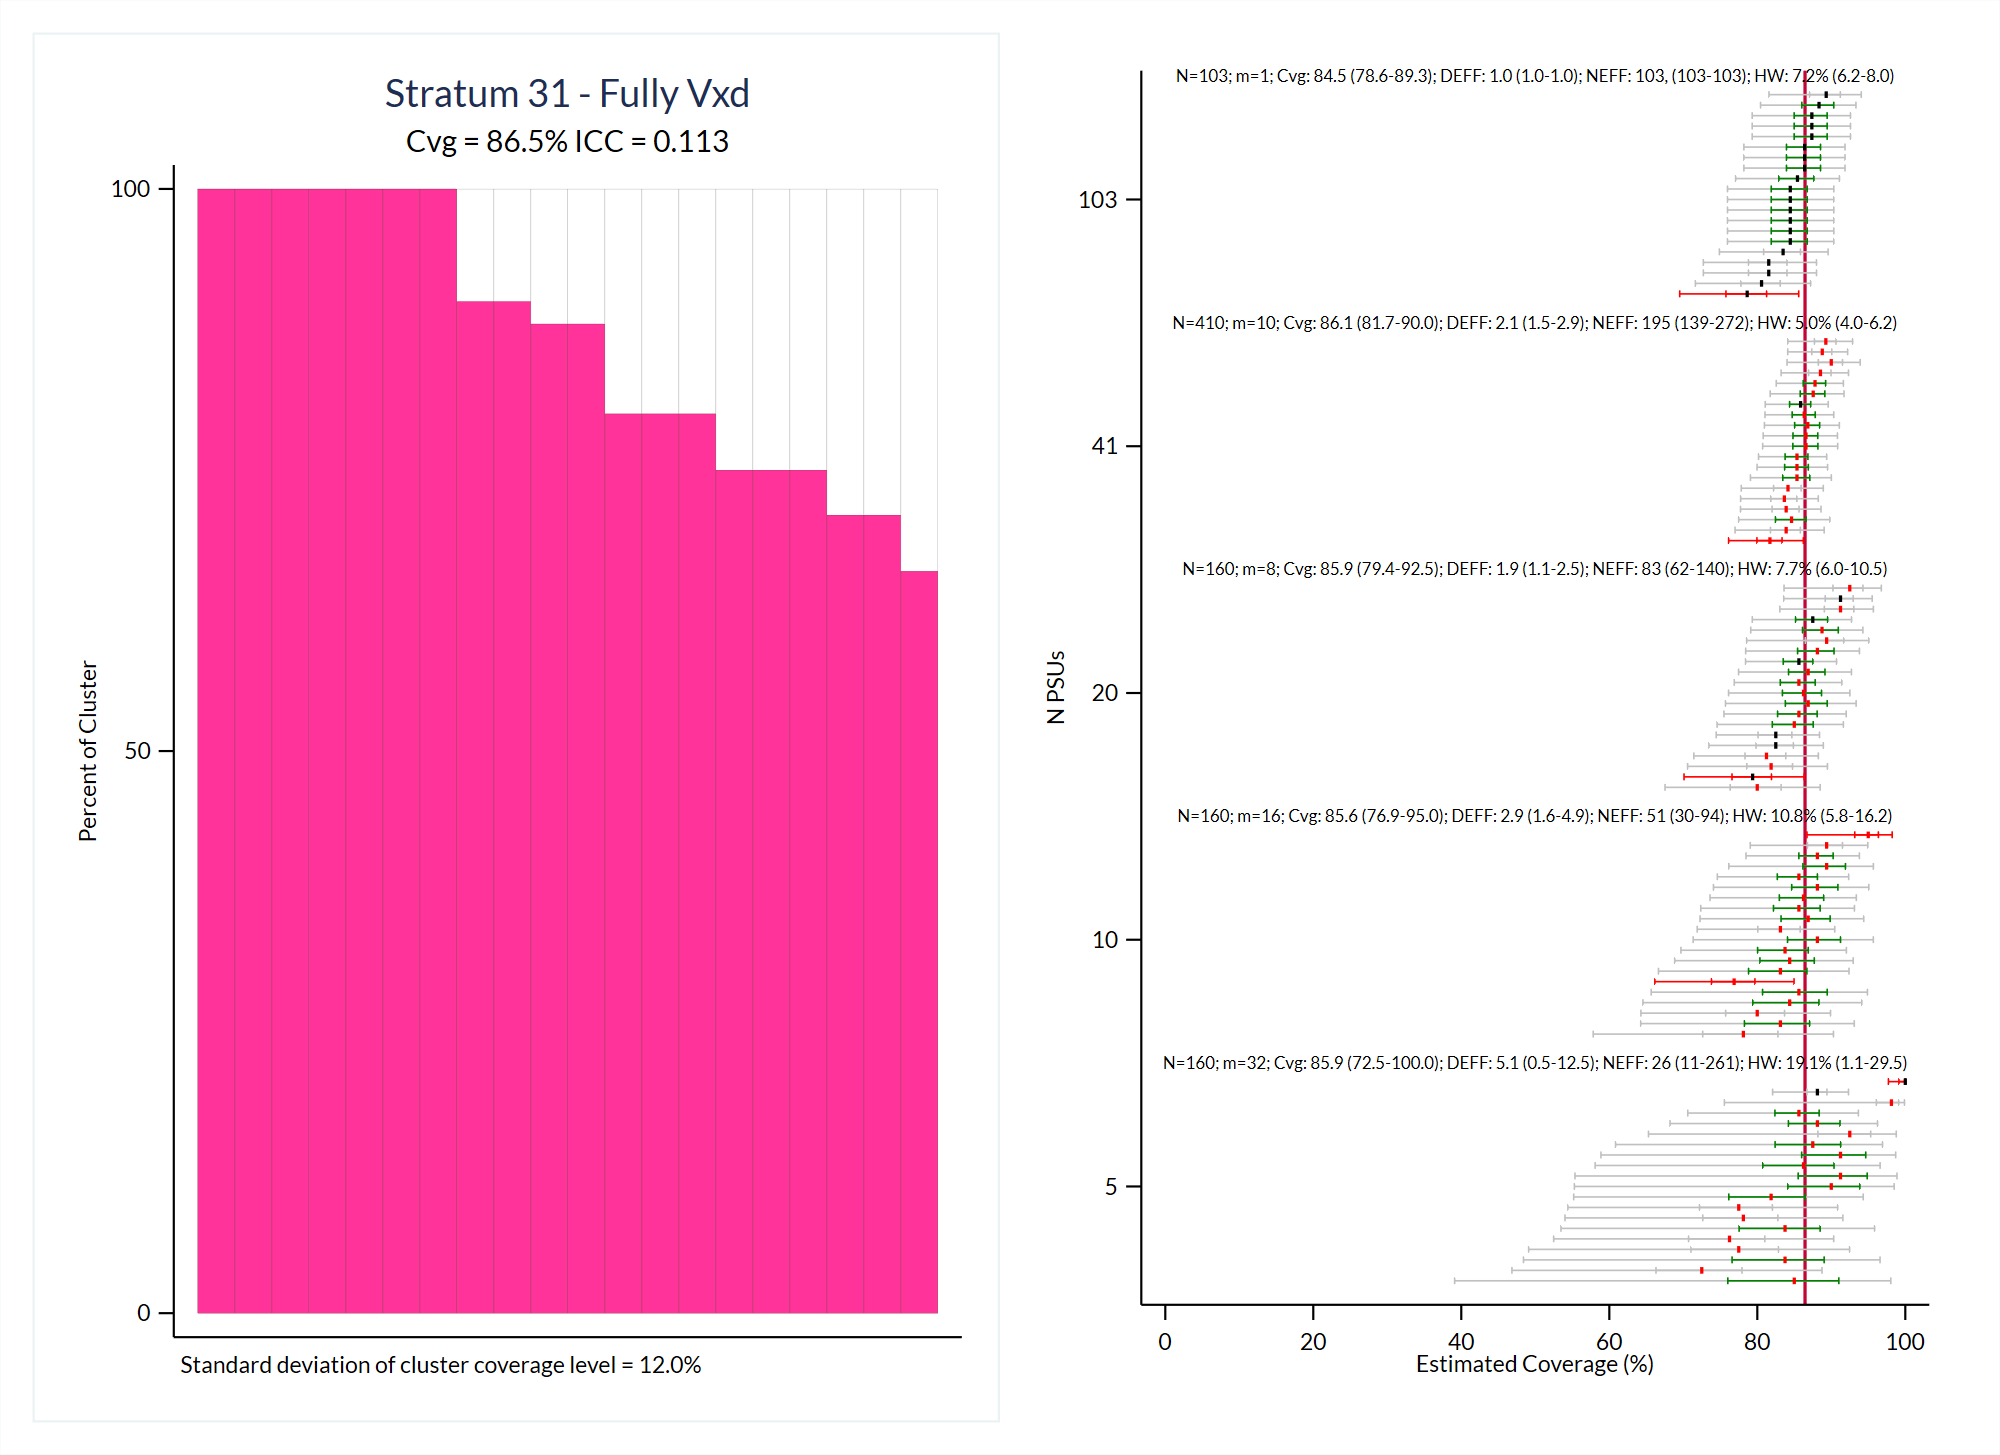 Stratum 31 - Fully Vxd
Cvg = 86.5% ICC = 0.113
100
50
0
Percent of Cluster
Standard deviation of cluster coverage level = 12.0%
N=103; m=1; Cvg: 84.5 (78.6-89.3); DEFF: 1.0 (1.0-1.0); NEFF: 103, (103-103); HW: 7.2% (6.2-8.0)
103
N=410; m=10; Cvg: 86.1 (81.7-90.0); DEFF: 2.1 (1.5-2.9); NEFF: 195 (139-272); HW: 5.0% (4.0-6.2)
41
N=160; m=8; Cvg: 85.9 (79.4-92.5); DEFF: 1.9 (1.1-2.5); NEFF: 83 (62-140); HW: 7.7% (6.0-10.5)
N PSUs
20
N=160; m=16; Cvg: 85.6 (76.9-95.0); DEFF: 2.9 (1.6-4.9); NEFF: 51 (30-94); HW: 10.8% (5.8-16.2)
10
N=160; m=32; Cvg: 85.9 (72.5-100.0); DEFF: 5.1 (0.5-12.5); NEFF: 26 (11-261); HW: 19.1% (1.1-29.5)
5
0 20 40 60 80 100
Estimated Coverage (%)